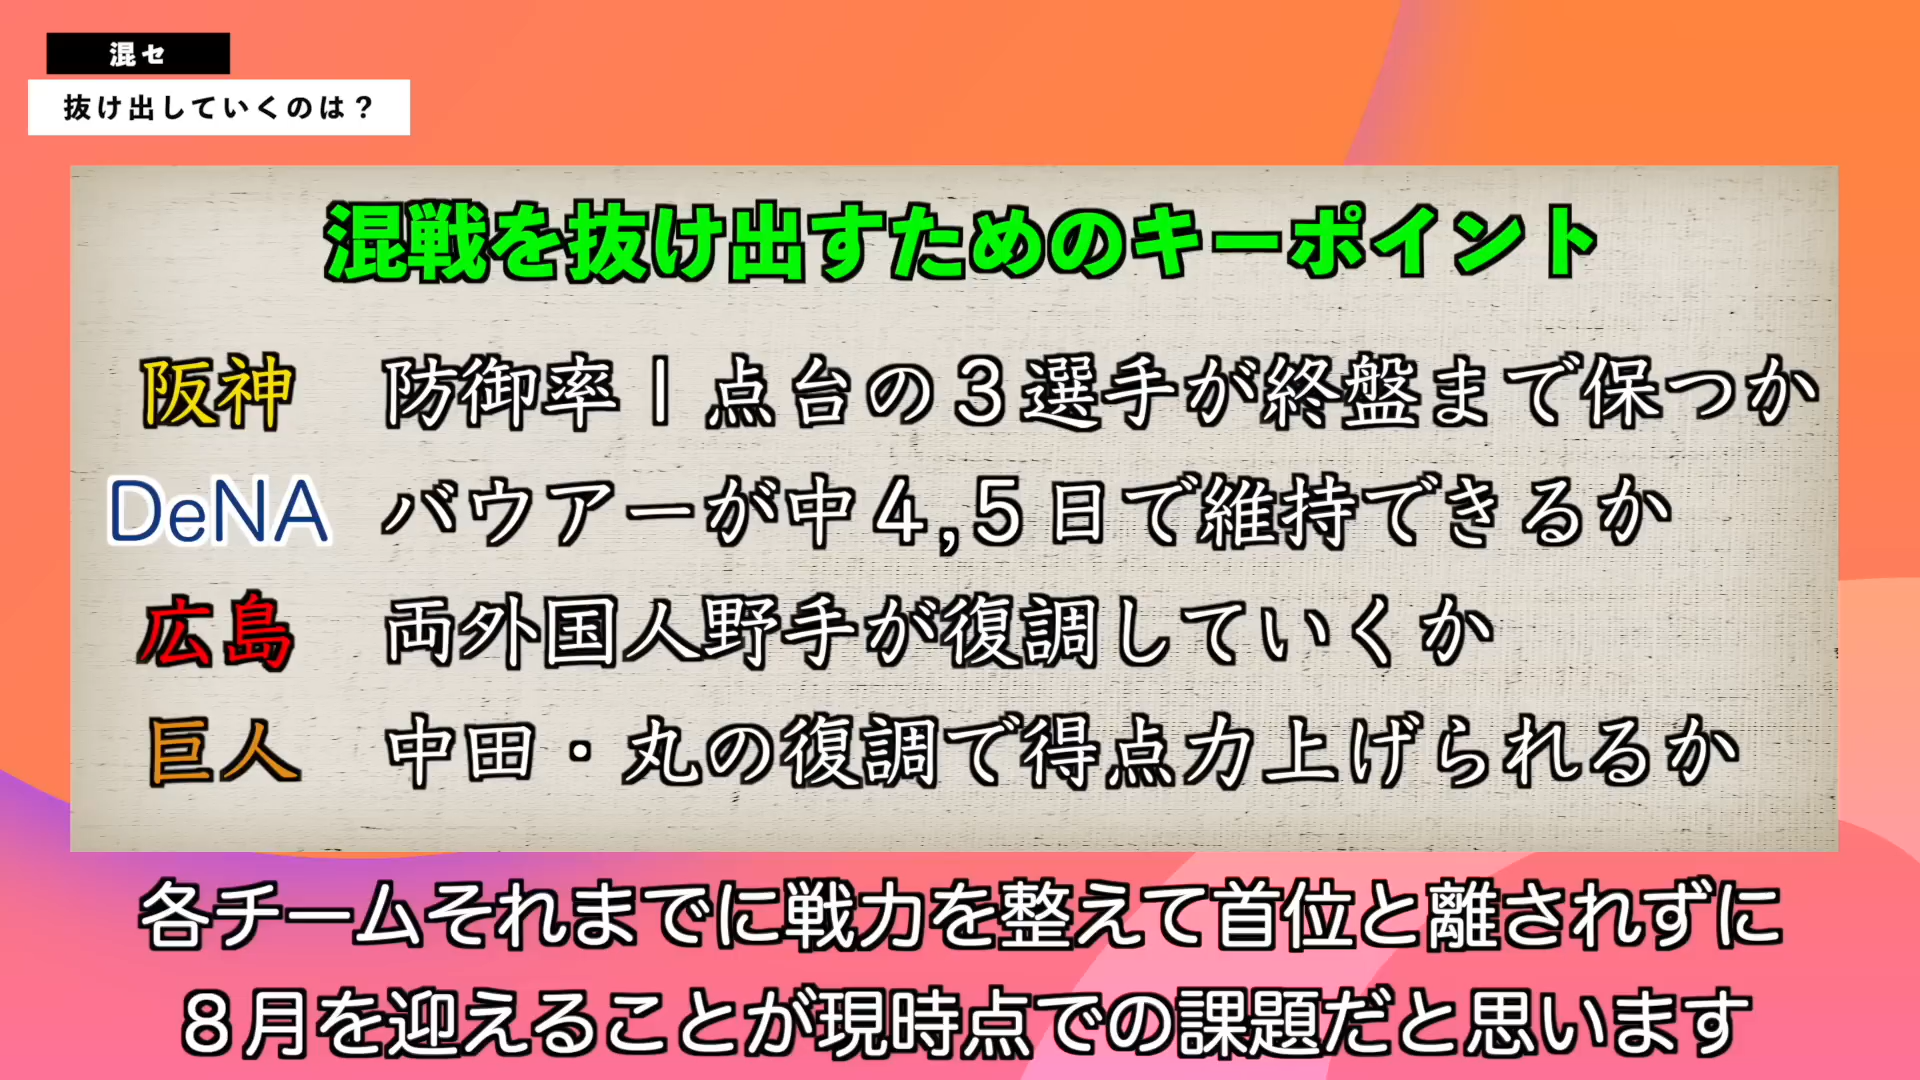 混セ
抜け出していくのは？
混戦を抜け出すためのキーポイント
阪神　防御率1点台の３選手が終盤まで保つか
DeNA　バウアーが中４,５日で維持できるか
広島　両外国人野手が復調していくか
巨人　中田・丸の復調で得点力上げられるか
各チームそれまでに戦力を整えて首位と離されずに
８月を迎えることが現時点での課題だと思います